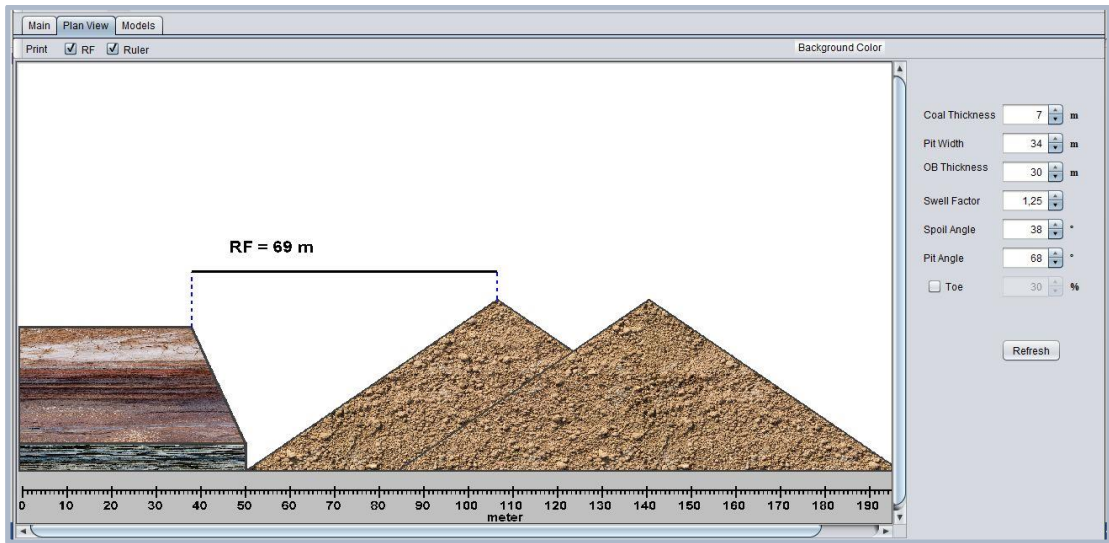 Main Plan View Models
Print RF Ruler Background Color
Coal Thickness 7 m
Pit Width 34 m
OB Thickness 30 m
Swell Factor 1,25
Spoil Angle 38 °
Pit Angle 68 °
Toe 30 %
Refresh
RF = 69 m
0 10 20 30 40 50 60 70 80 90 100 110 120 130 140 150 160 170 180 190
meter